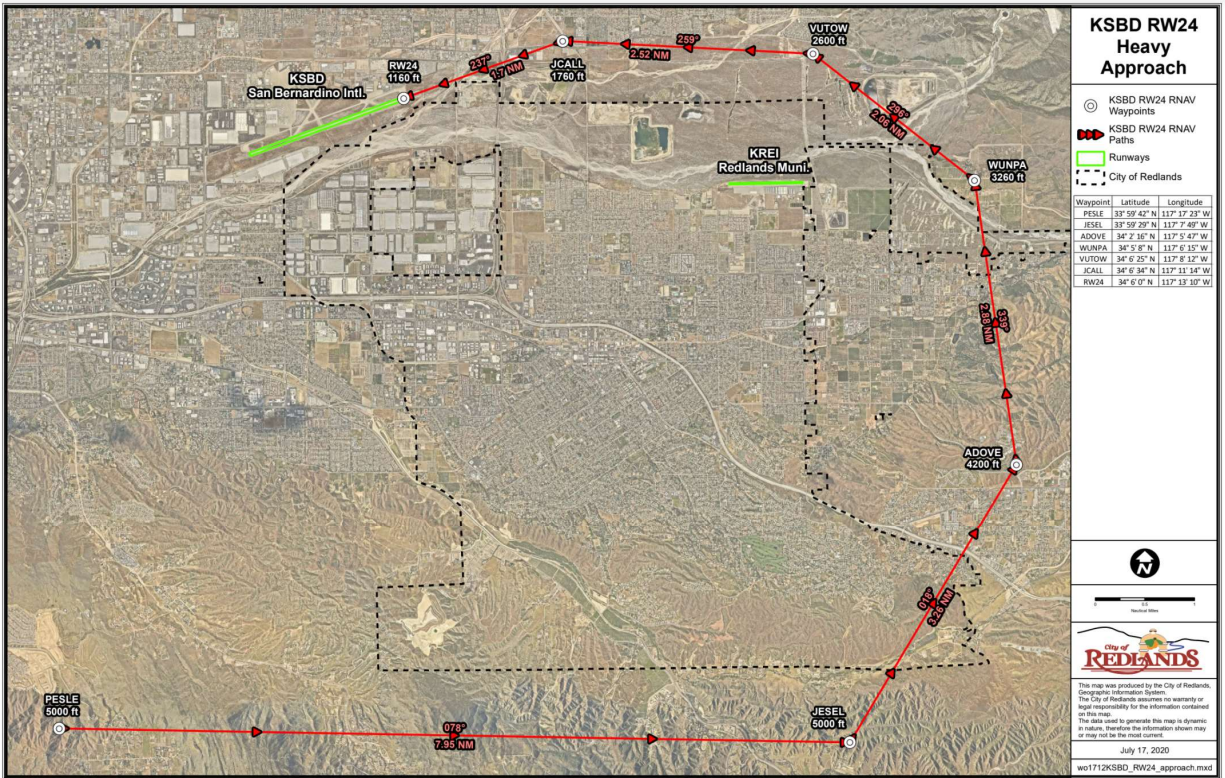 KSBD RW24
Heavy
Approach
KSBD RW24 RNAV
Waypoints
KSBD RW24 RNAV
Paths
Runways
City of Redlands
Waypoint Latitude Longitude
PESLE 33° 59' 42" N 117° 17' 23" W
JESEL 33° 59' 29" N 117° 7' 49" W
ADOVE 34° 2' 16" N 117° 5' 47" W
WUNPA 34° 5' 8" N 117° 6' 15" W
VUTOW 34° 6' 25" N 117° 8' 12" W
JCALL 34° 6' 34" N 117° 11' 14" W
RW24 34° 6' 0" N 117° 13' 10" W
N
0 0.5 1
Nautical Miles
City of
REDLANDS
This map was produced by the City of Redlands,
Geographic Information System.
The City of Redlands assumes no warranty or
legal responsibility for the information contained
on this map.
The data used to generate this map is dynamic
in nature, therefore the information shown may
or may not be the most current.
July 17, 2020
wo1712KSBD_RW24_approach.mxd
VUTOW
2600 ft
259°
2.52 NM
JCALL
1760 ft
237°
1.7 NM
RW24
1160 ft
KSBD
San Bernardino Intl.
296°
2.06 NM
KREI
Redlands Muni.
WUNPA
3260 ft
339°
2.88 NM
ADOVE
4200 ft
018°
3.26 NM
PESLE
5000 ft
078°
7.95 NM
JESEL
5000 ft